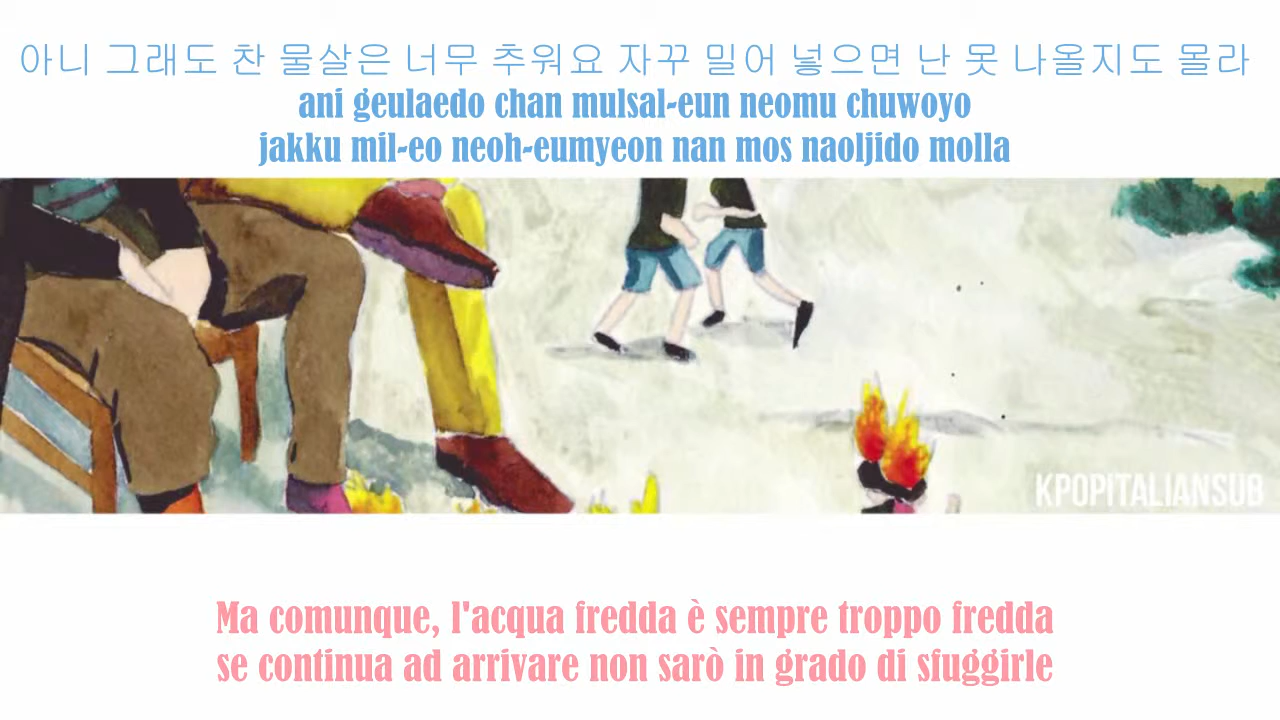 아니 그래도 찬 물살은 너무 추워요 자꾸 밀어 넣으면 난 못 나올지도 몰라
ani geulaedo chan mulsal-eun neomu chuwoyo
jakku mil-eo neoh-eumyeon nan mos naoljido molla
KPOPITALIANSUB
Ma comunque, l'acqua fredda è sempre troppo fredda
se continua ad arrivare non sarò in grado di sfuggirle